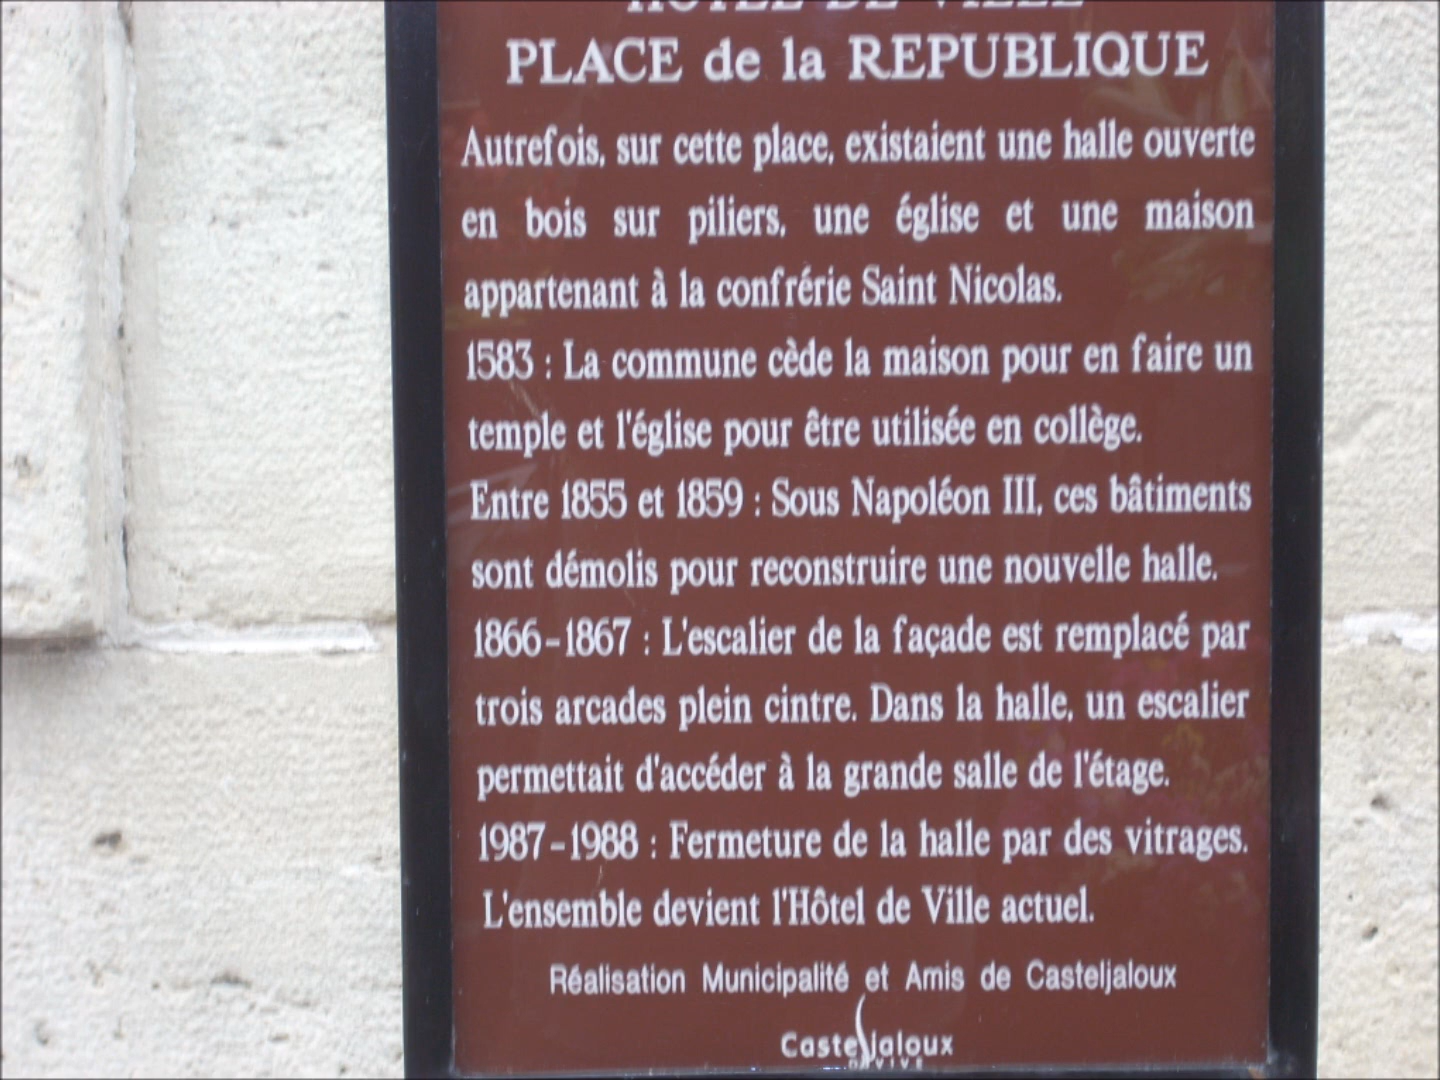 HOTEL DE VILLE
PLACE de la REPUBLIQUE
Autrefois, sur cette place, existaient une halle ouverte
en bois sur piliers, une église et une maison
appartenant à la confrérie Saint Nicolas.
1583 : La commune cède la maison pour en faire un
temple et l'église pour être utilisée en collège.
Entre 1855 et 1859 : Sous Napoléon III, ces bâtiments
sont démolis pour reconstruire une nouvelle halle.
1866-1867 : L'escalier de la façade est remplacé par
trois arcades plein cintre. Dans la halle, un escalier
permettait d'accéder à la grande salle de l'étage.
1987-1988 : Fermeture de la halle par des vitrages.
L'ensemble devient l'Hôtel de Ville actuel.
Réalisation Municipalité et Amis de Casteljaloux
Casteljaloux